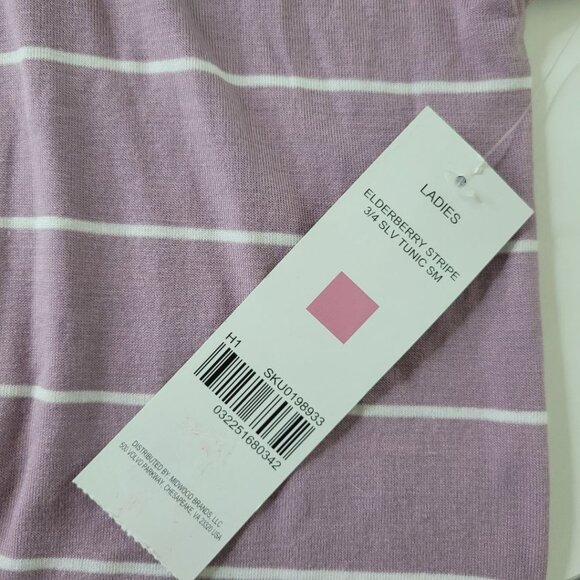 LADIES
ELDERBERRY STRIPE
3/4 SLV TUNIC SM
H1
SKU0198933
032251680342
DISTRIBUTED BY: MIDWOOD BRANDS, LLC
500 VOLVO PARKWAY, CHESAPEAKE, VA 23320 USA